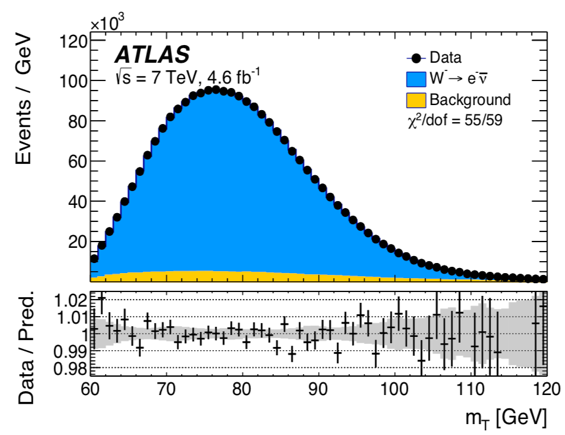 ×10³
Events / GeV
120
100
80
60
40
20
ATLAS
√s = 7 TeV, 4.6 fb⁻¹
Data
W⁻→ e⁻ν̅
Background
χ²/dof = 55/59
Data / Pred.
1.02
1.01
1
0.99
0.98
60 70 80 90 100 110 120
m_T [GeV]